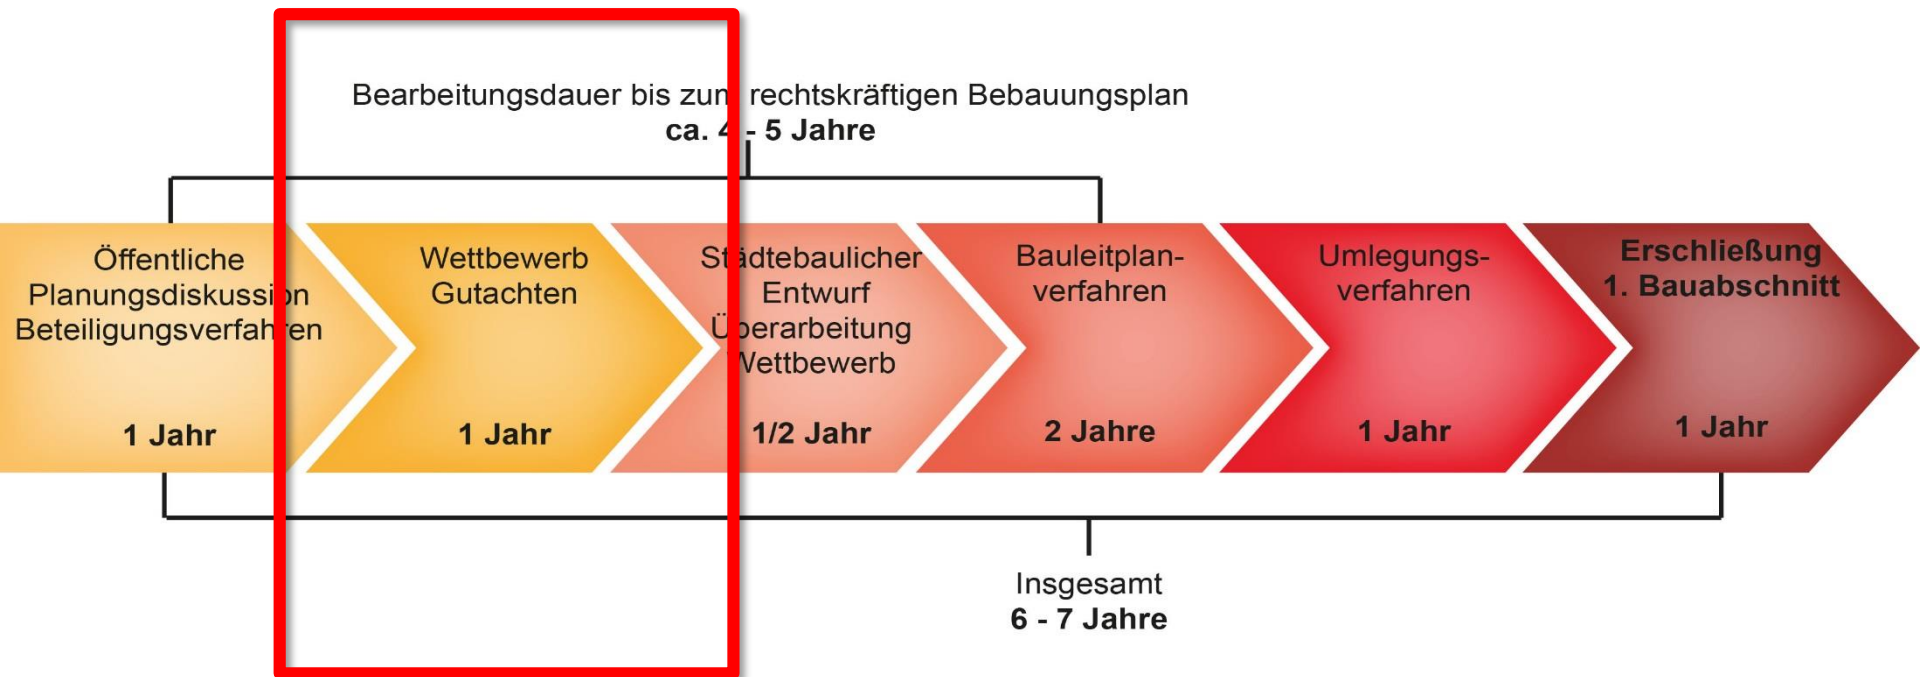 Bearbeitungsdauer bis zum rechtskräftigen Bebauungsplan
ca. 4 - 5 Jahre
Öffentliche
Planungsdiskussion
Beteiligungsverfahren
1 Jahr
Wettbewerb
Gutachten
1 Jahr
Städtebaulicher
Entwurf
Überarbeitung
Wettbewerb
1/2 Jahr
Bauleitplan-
verfahren
2 Jahre
Umlegungs-
verfahren
1 Jahr
Erschließung
1. Bauabschnitt
1 Jahr
Insgesamt
6 - 7 Jahre